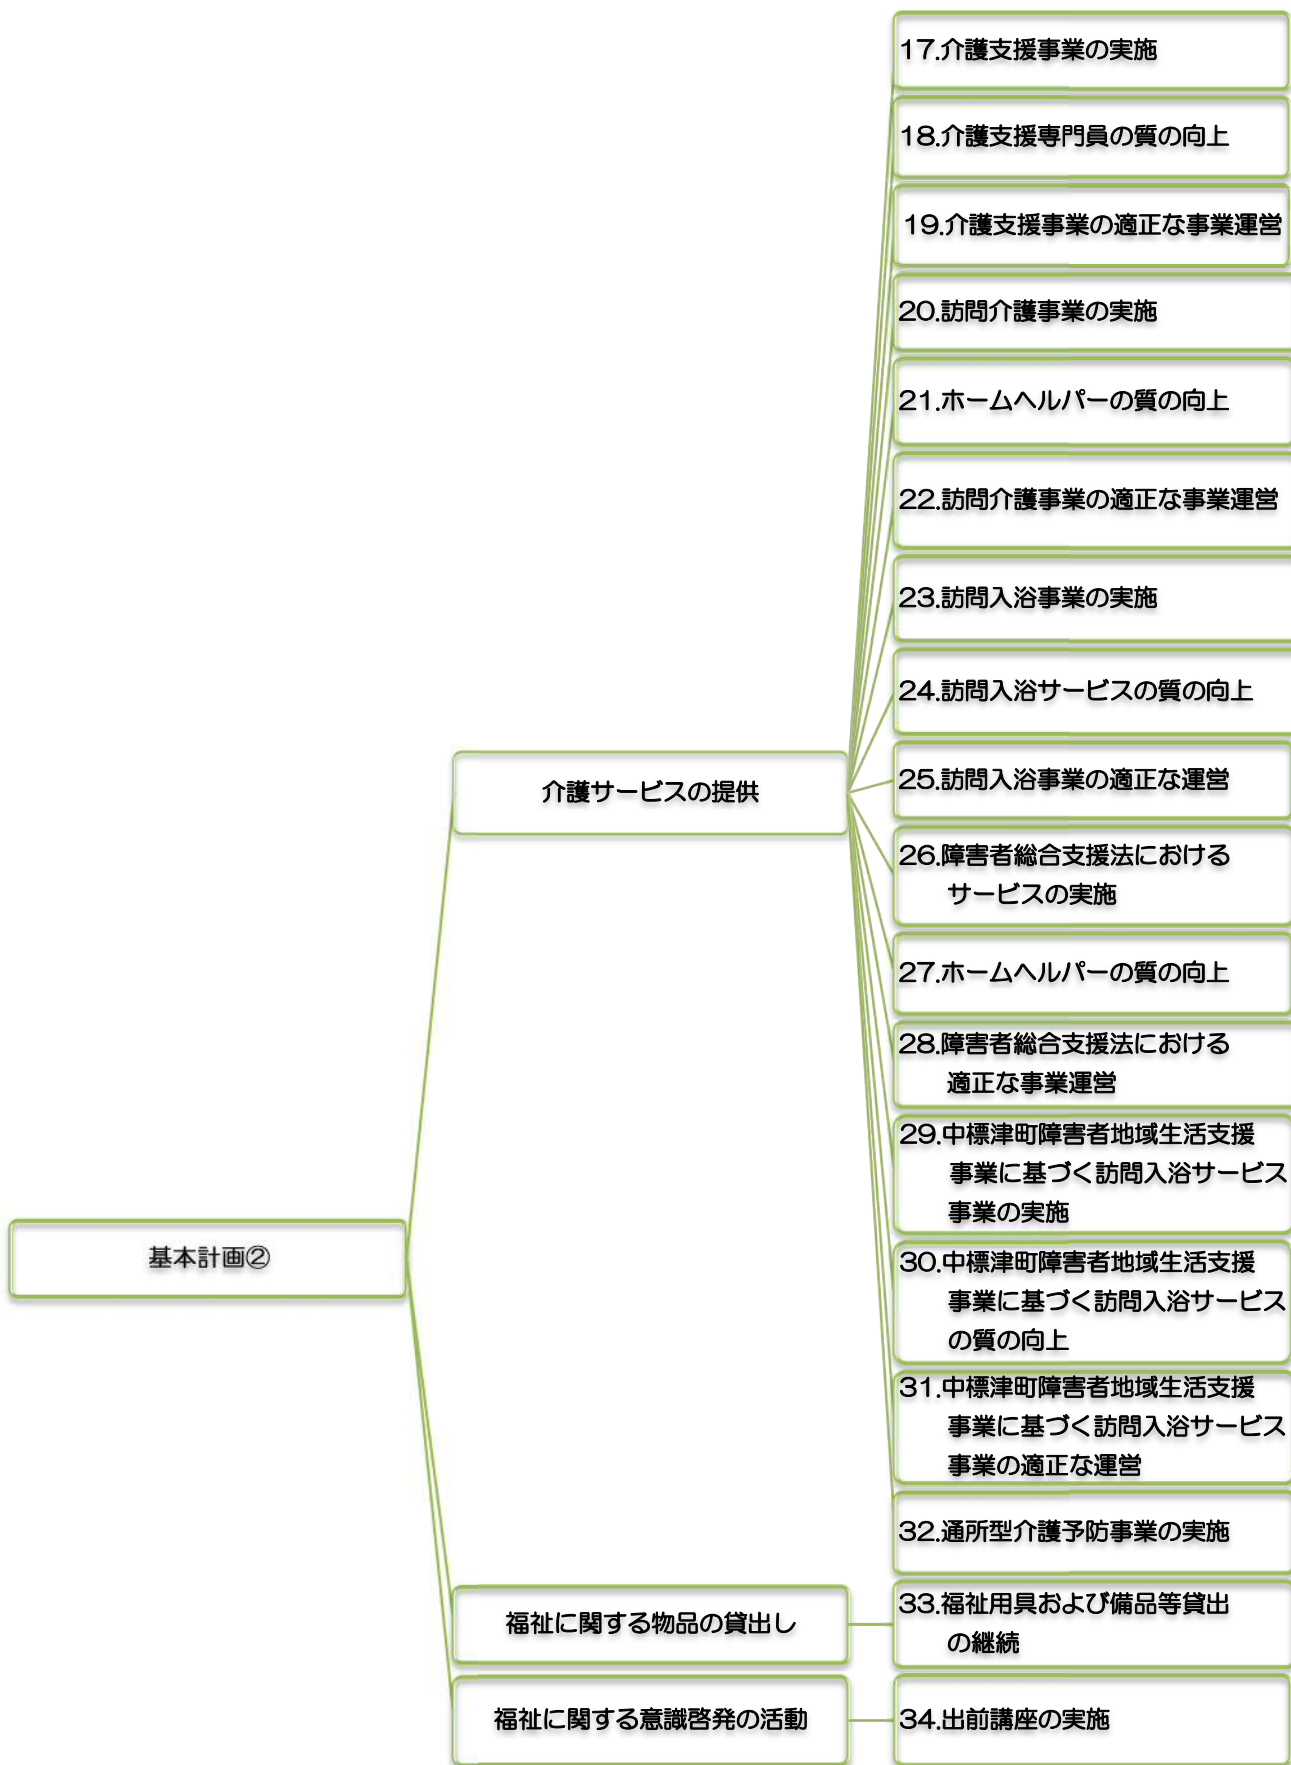 基本計画②
介護サービスの提供
17.介護支援事業の実施
18.介護支援専門員の質の向上
19.介護支援事業の適正な事業運営
20.訪問介護事業の実施
21.ホームヘルパーの質の向上
22.訪問介護事業の適正な事業運営
23.訪問入浴事業の実施
24.訪問入浴サービスの質の向上
25.訪問入浴事業の適正な運営
26.障害者総合支援法における
サービスの実施
27.ホームヘルパーの質の向上
28.障害者総合支援法における
適正な事業運営
29.中標津町障害者地域生活支援
事業に基づく訪問入浴サービス
事業の実施
30.中標津町障害者地域生活支援
事業に基づく訪問入浴サービス
の質の向上
31.中標津町障害者地域生活支援
事業に基づく訪問入浴サービス
事業の適正な運営
32.通所型介護予防事業の実施
福祉に関する物品の貸出し
33.福祉用具および備品等貸出
の継続
福祉に関する意識啓発の活動
34.出前講座の実施